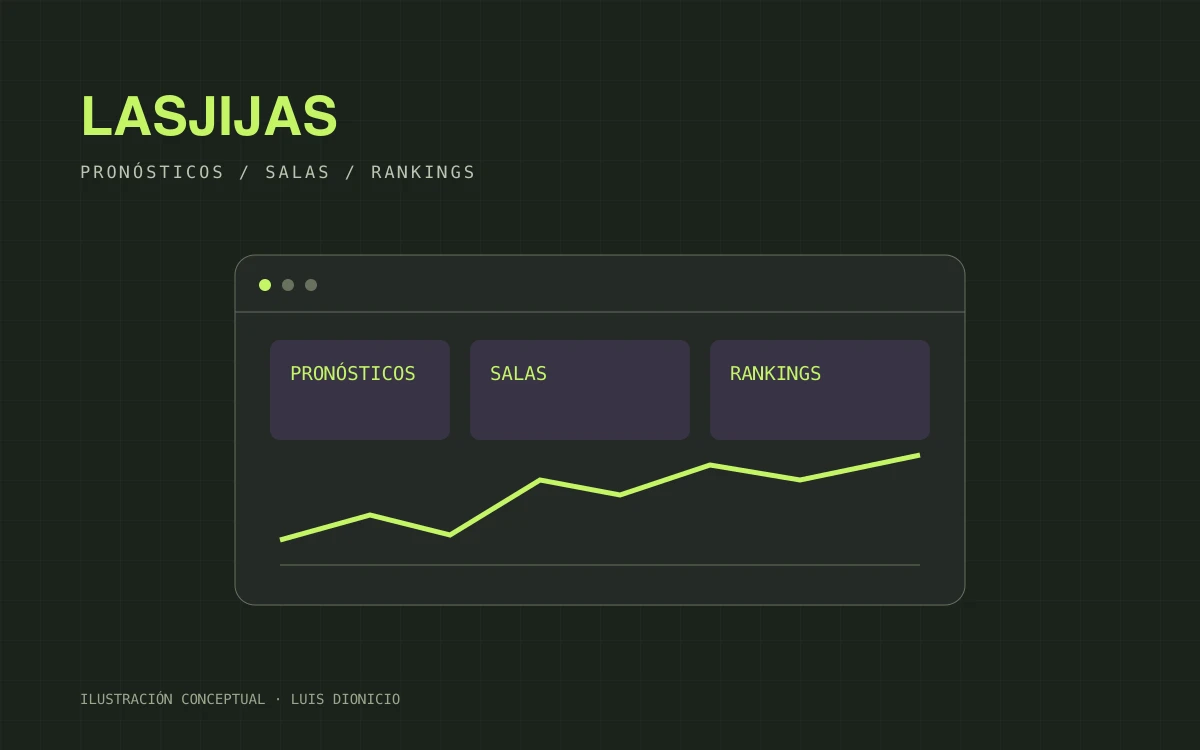 LASJIJAS
PRONÓSTICOS / SALAS / RANKINGS
PRONÓSTICOS
SALAS
RANKINGS
ILUSTRACIÓN CONCEPTUAL · LUIS DIONICIO